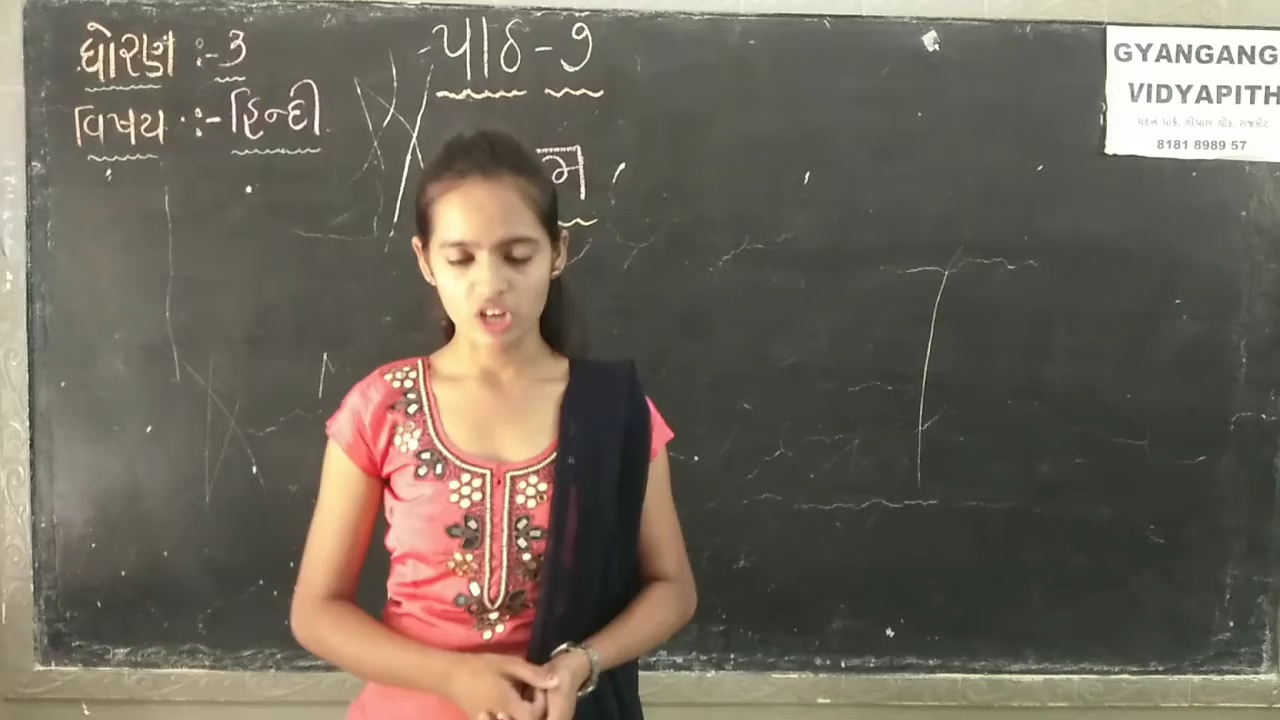 ધોરણ :- ૩
વિષય :- હિન્દી
પાઠ - ૭
म
GYANGANG
VIDYAPITH
8181 8989 57